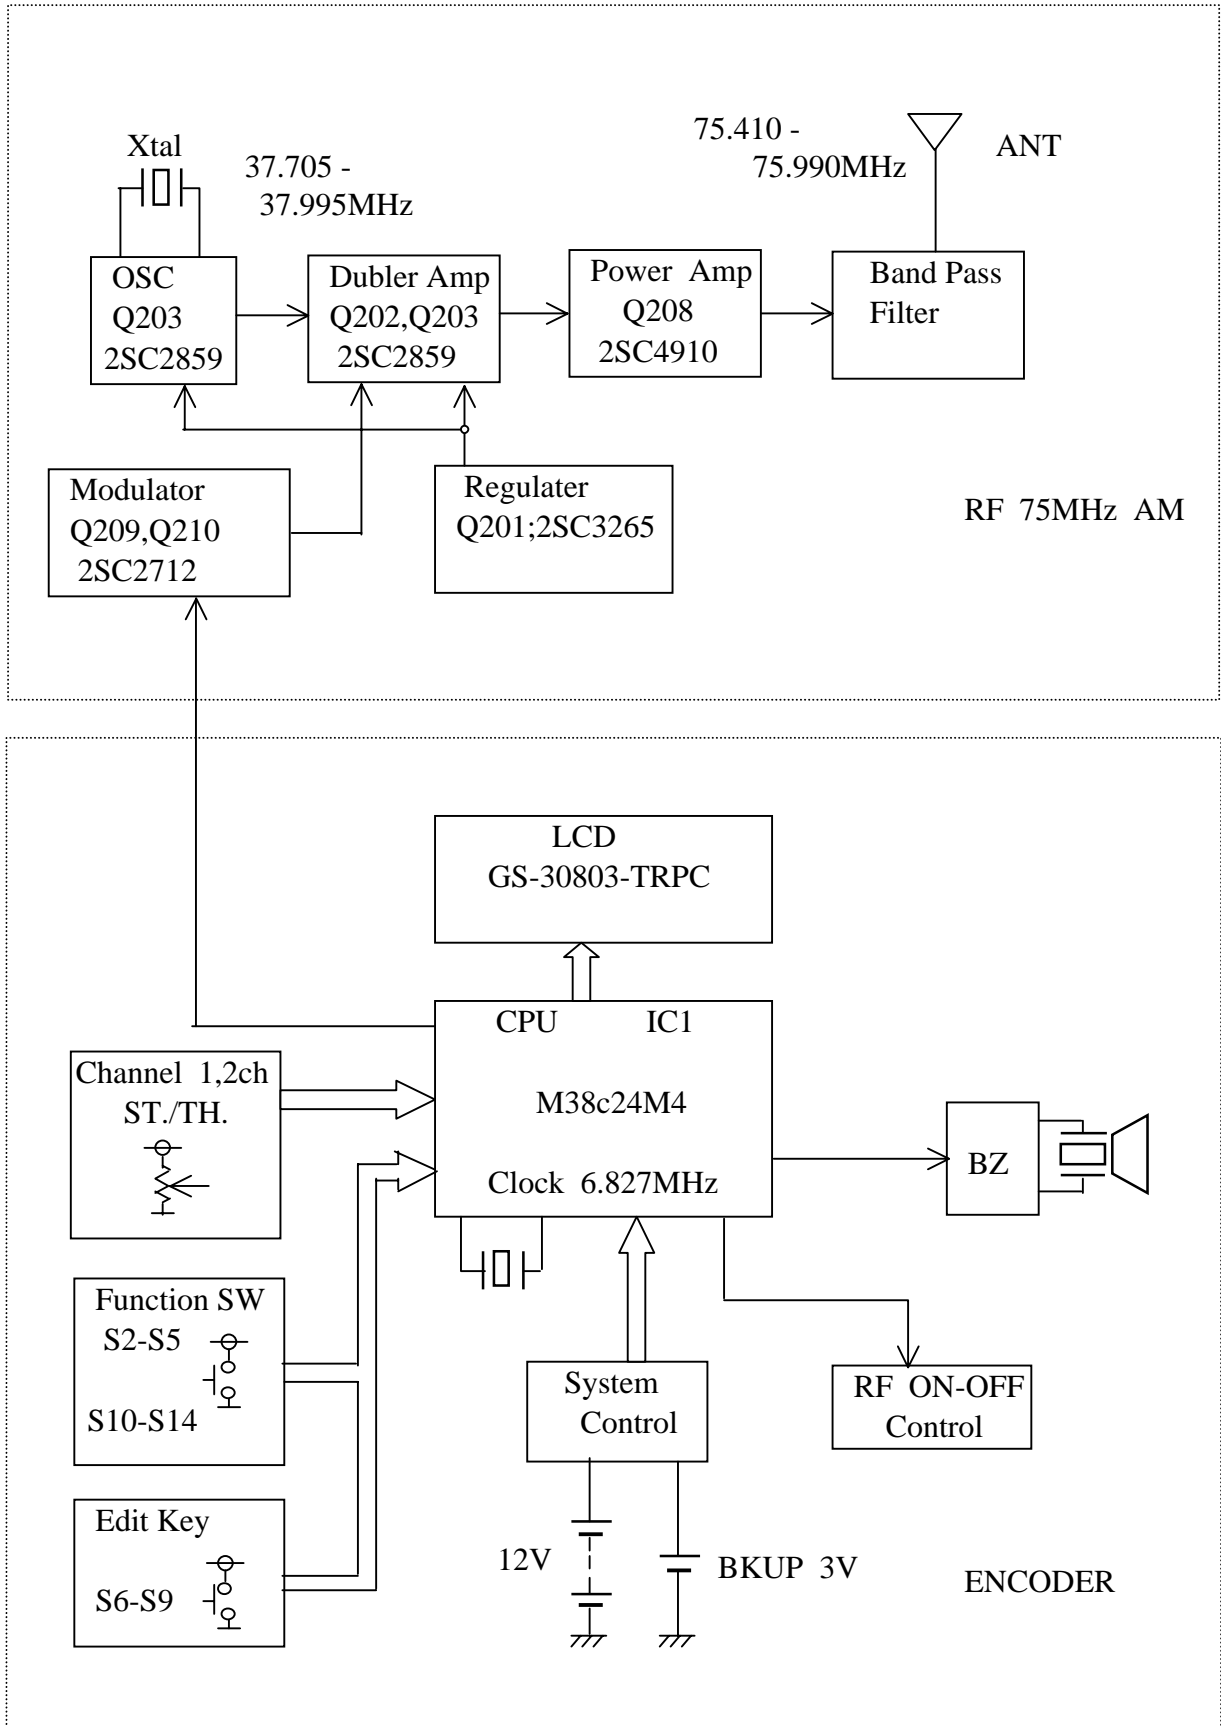 Xtal
37.705 -
37.995MHz
75.410 -
75.990MHz
ANT
OSC
Q203
2SC2859
Dubler Amp
Q202,Q203
2SC2859
Power Amp
Q208
2SC4910
Band Pass
Filter
Modulator
Q209,Q210
2SC2712
Regulater
Q201;2SC3265
RF 75MHz AM
LCD
GS-30803-TRPC
CPU IC1
M38c24M4
Clock 6.827MHz
Channel 1,2ch
ST./TH.
BZ
Function SW
S2-S5
S10-S14
System
Control
RF ON-OFF
Control
Edit Key
S6-S9
12V
BKUP 3V
ENCODER